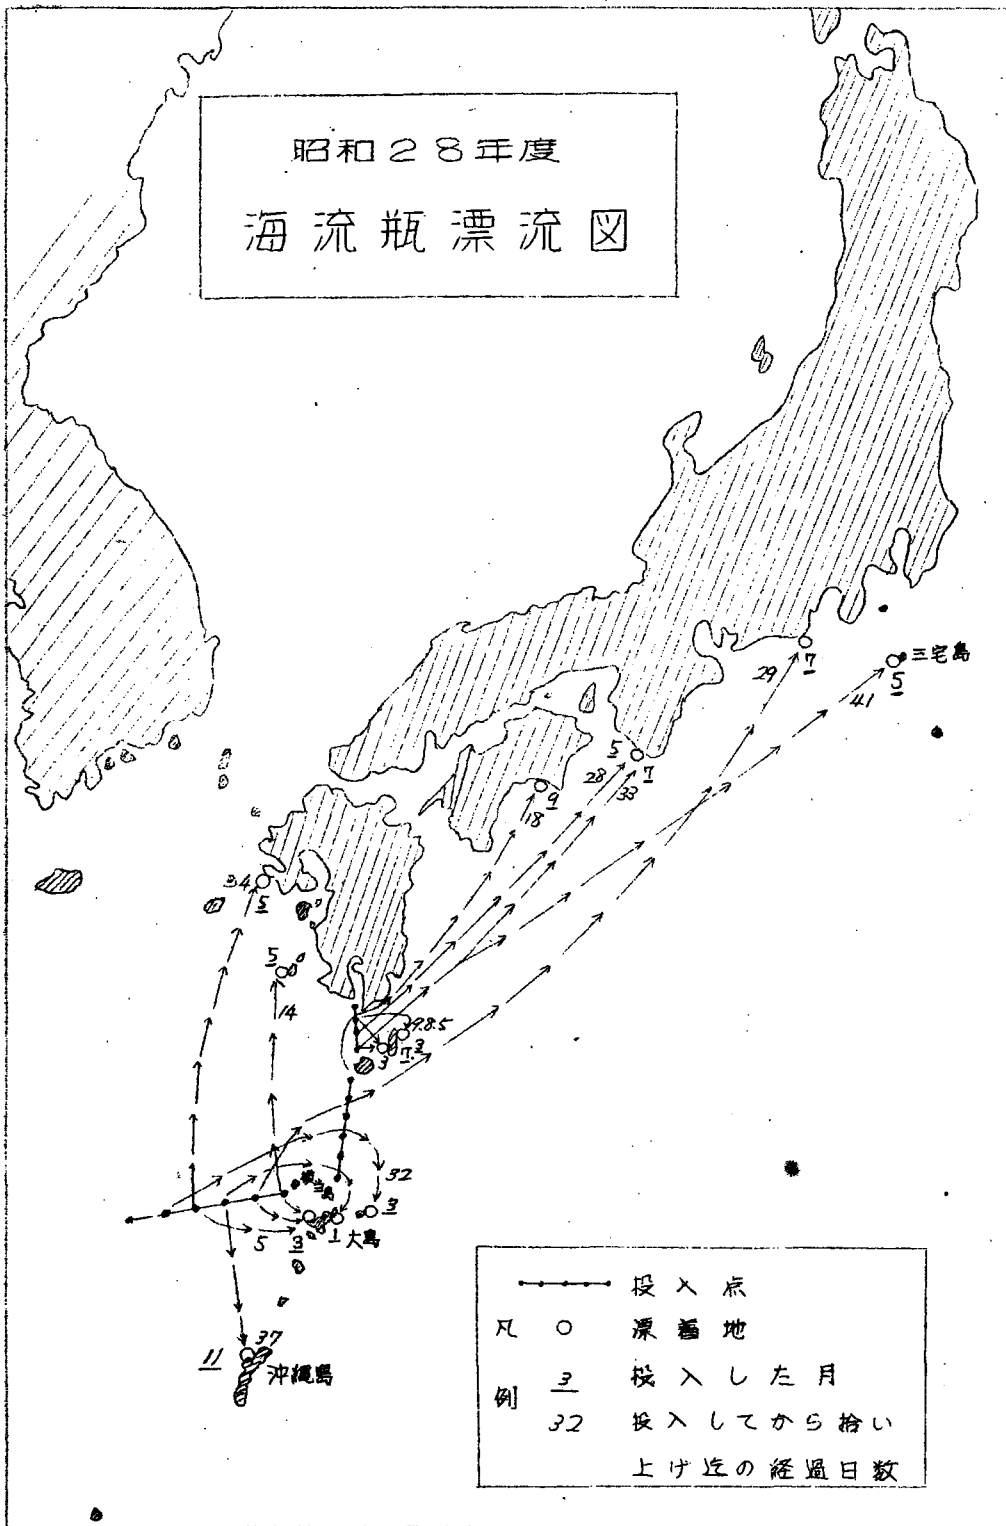 昭和28年度
海流瓶漂流図
29
7
三宅島
5
41
5
28
7
33
9
18
34
5
5
14
9.8.5
3
7.3
32
3
5
3
1
大島
11
37
沖縄島
凡例
投入点
漂着地
3 投入した月
32 投入してから拾い
上げ迄の経過日数